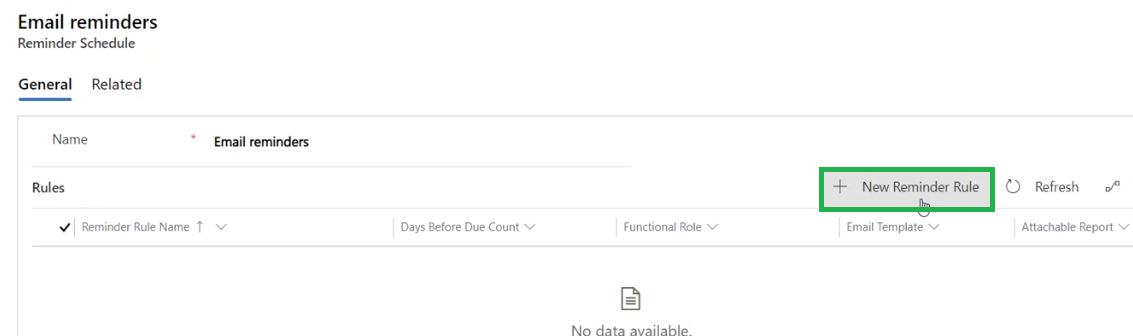 Email reminders
Reminder Schedule
General Related
Name * Email reminders
Rules New Reminder Rule Refresh
Reminder Rule Name Days Before Due Count Functional Role Email Template Attachable Report
No data available.